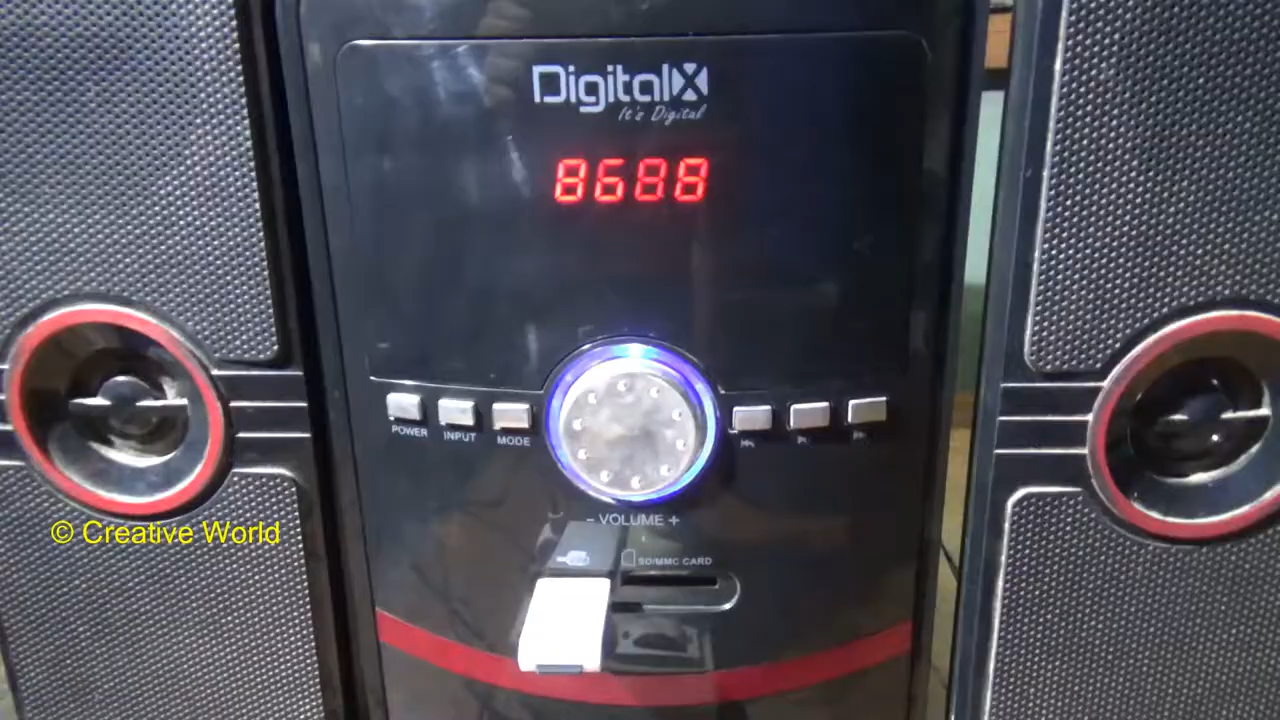 DigitalX
It's Digital
8688
POWER
INPUT
MODE
- VOLUME +
SD/MMC CARD
© Creative World